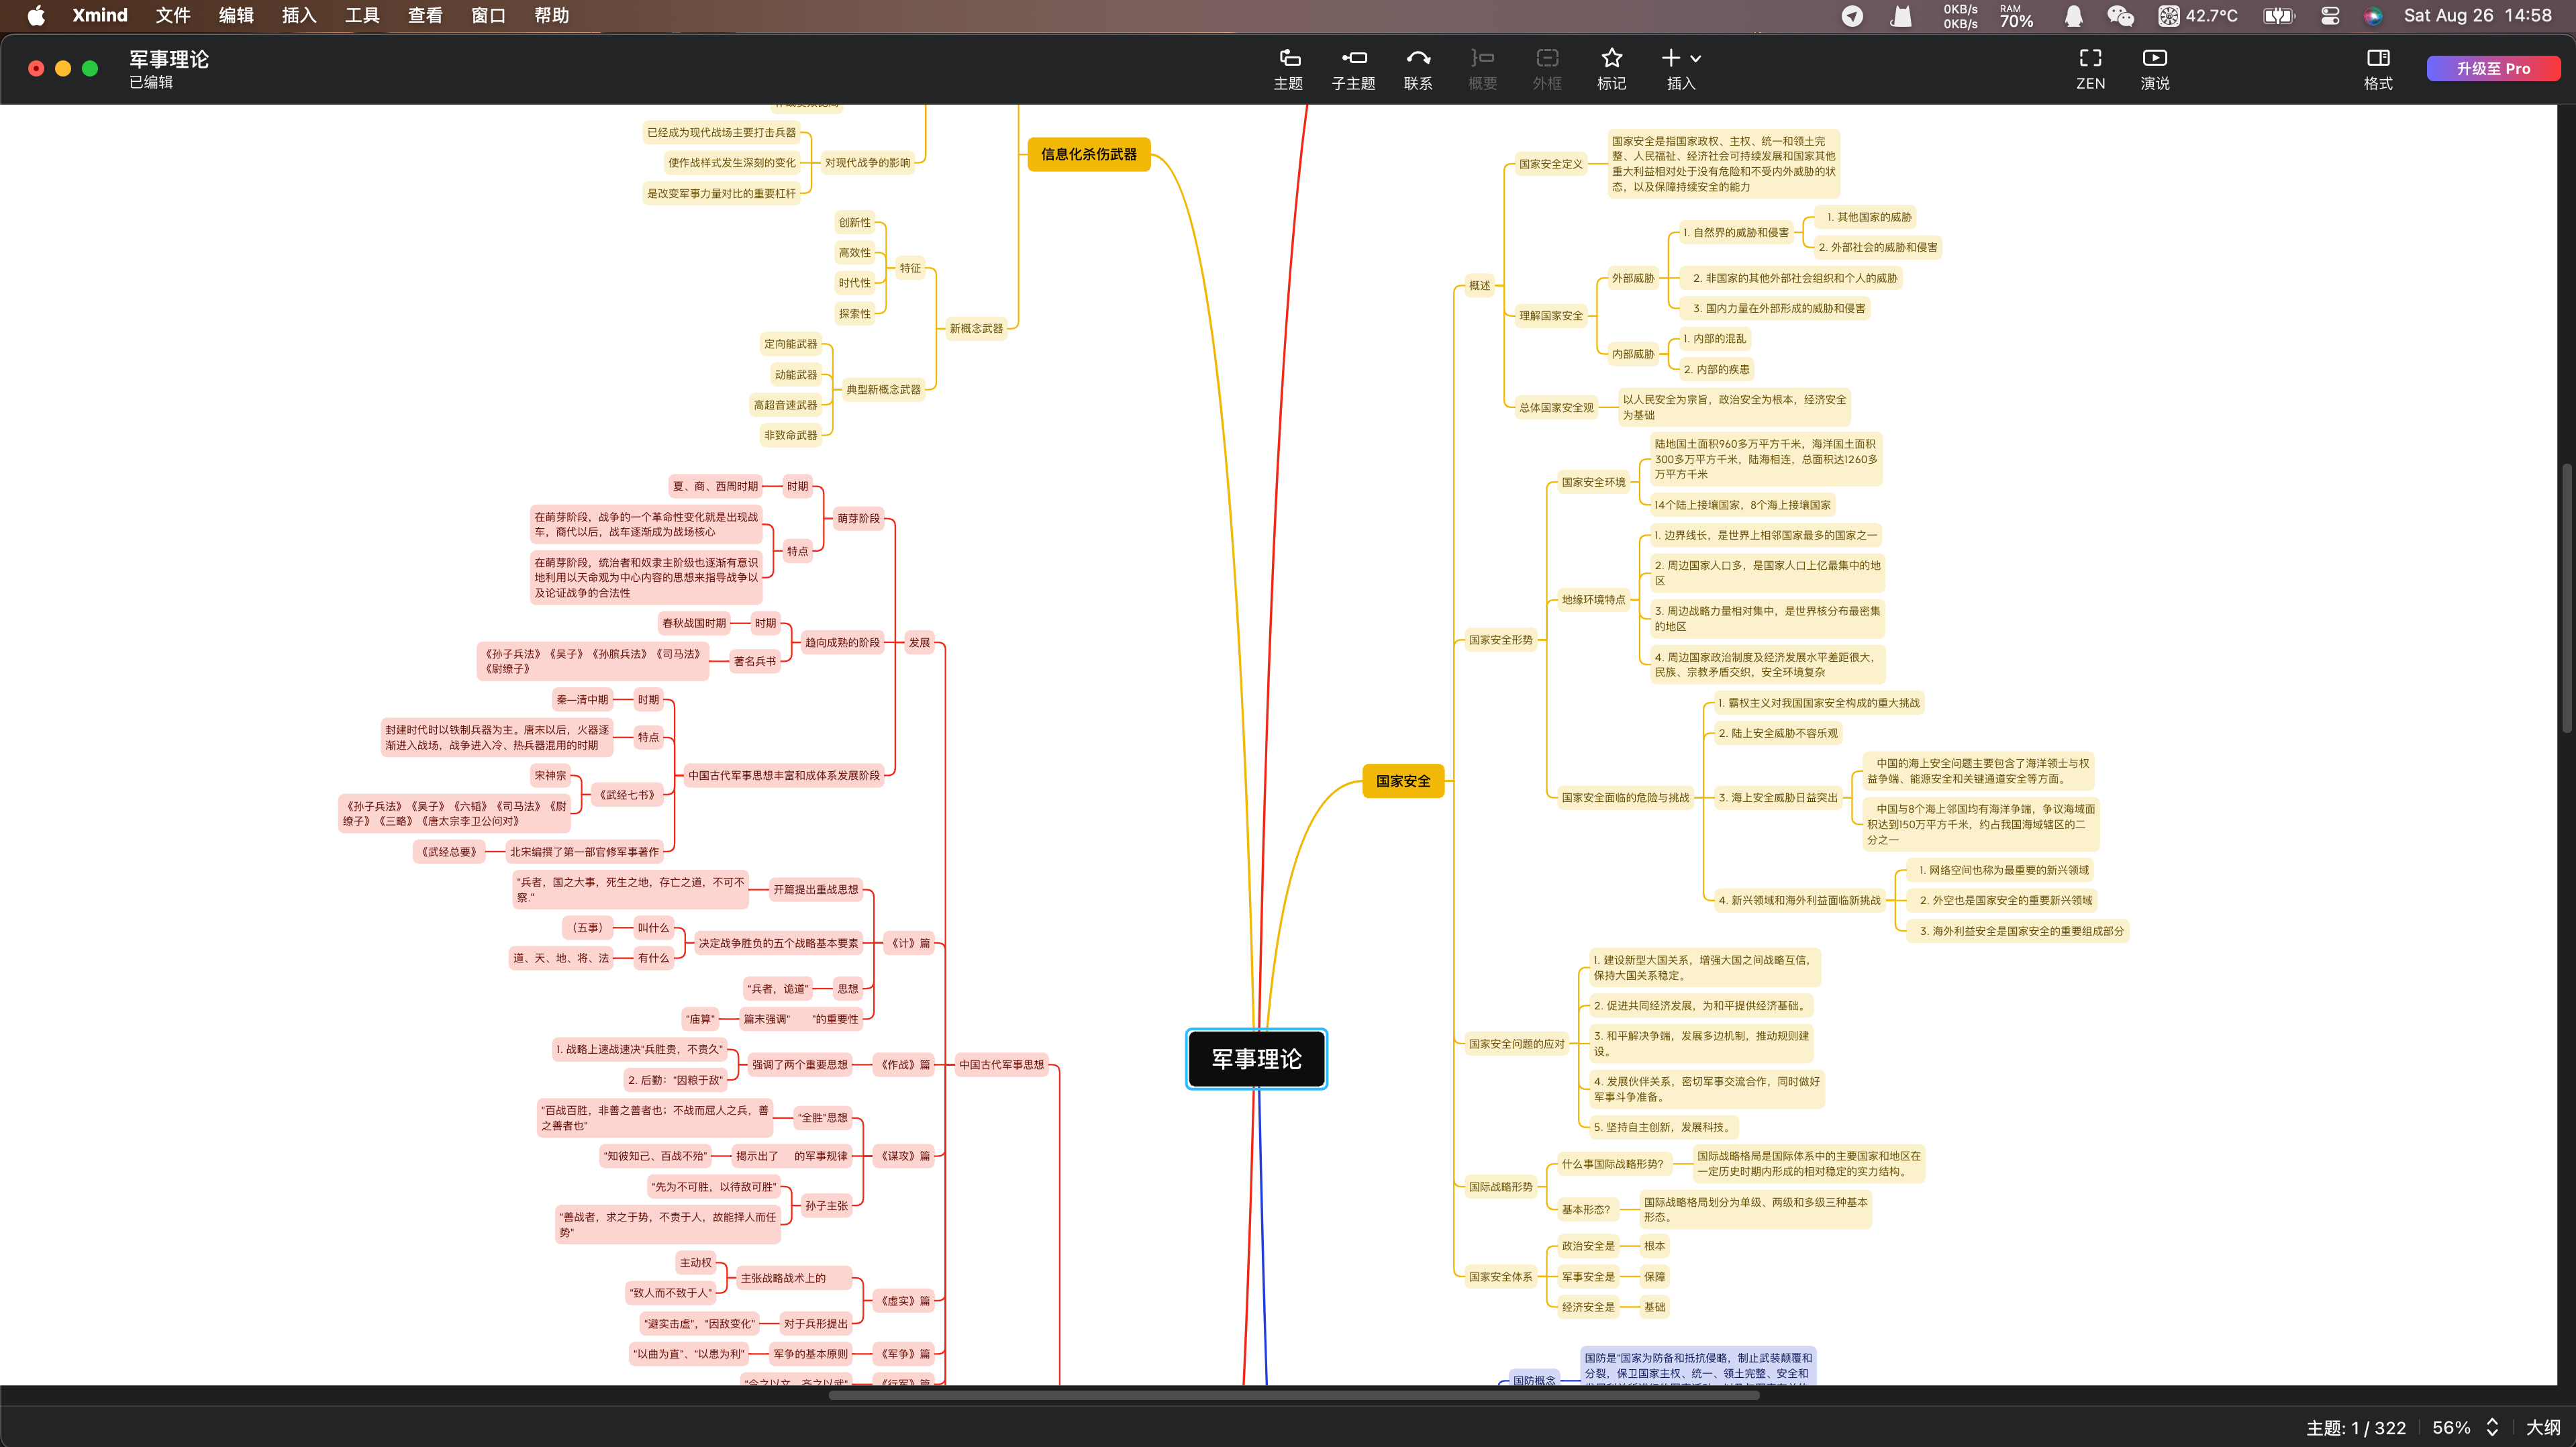 Xmind 文件 编辑 插入 工具 查看 窗口 帮助
0KB/s
0KB/s
RAM
70%
42.7°C
Sat Aug 26 14:58
军事理论
已编辑
主题 子主题 联系 概要 外框 标记 插入
ZEN 演说
格式
升级至 Pro
信息化杀伤武器
对现代战争的影响
已经成为现代战场主要打击兵器
使作战样式发生深刻的变化
是改变军事力量对比的重要杠杆
新概念武器
特征
创新性
高效性
时代性
探索性
典型新概念武器
定向能武器
动能武器
高超音速武器
非致命武器
中国古代军事思想
发展
萌芽阶段
时期
夏、商、西周时期
特点
在萌芽阶段，战争的一个革命性变化就是出现战
车，商代以后，战车逐渐成为战场核心
在萌芽阶段，统治者和奴隶主阶级也逐渐有意识
地利用以天命观为中心内容的思想来指导战争以
及论证战争的合法性
趋向成熟的阶段
时期
春秋战国时期
著名兵书
《孙子兵法》《吴子》《孙膑兵法》《司马法》
《尉缭子》
中国古代军事思想丰富和成体系发展阶段
时期
秦—清中期
特点
封建时代时以铁制兵器为主。唐末以后，火器逐
渐进入战场，战争进入冷、热兵器混用的时期
《武经七书》
宋神宗
《孙子兵法》《吴子》《六韬》《司马法》《尉
缭子》《三略》《唐太宗李卫公问对》
北宋编撰了第一部官修军事著作
《武经总要》
《计》篇
开篇提出重战思想
"兵者，国之大事，死生之地，存亡之道，不可不
察."
决定战争胜负的五个战略基本要素
叫什么
（五事）
有什么
道、天、地、将、法
思想
"兵者，诡道"
篇末强调"  "的重要性
"庙算"
《作战》篇
强调了两个重要思想
1. 战略上速战速决"兵胜贵，不贵久"
2. 后勤："因粮于敌"
《谋攻》篇
"全胜"思想
"百战百胜，非善之善者也；不战而屈人之兵，善
之善者也"
揭示出了  的军事规律
"知彼知己、百战不殆"
孙子主张
"先为不可胜，以待敌可胜"
"善战者，求之于势，不责于人，故能择人而任
势"
《虚实》篇
主张战略战术上的
主动权
"致人而不致于人"
对于兵形提出
"避实击虚"，"因敌变化"
《军争》篇
军争的基本原则
"以曲为直"、"以患为利"
《行军》篇
"令之以文，齐之以武"
军事理论
国家安全
概述
国家安全定义
国家安全是指国家政权、主权、统一和领土完
整、人民福祉、经济社会可持续发展和国家其他
重大利益相对处于没有危险和不受内外威胁的状
态，以及保障持续安全的能力
理解国家安全
外部威胁
1. 自然界的威胁和侵害
1. 其他国家的威胁
2. 外部社会的威胁和侵害
2. 非国家的其他外部社会组织和个人的威胁
3. 国内力量在外部形成的威胁和侵害
内部威胁
1. 内部的混乱
2. 内部的疾患
总体国家安全观
以人民安全为宗旨，政治安全为根本，经济安全
为基础
国家安全形势
国家安全环境
陆地国土面积960多万平方千米，海洋国土面积
300多万平方千米，陆海相连，总面积达1260多
万平方千米
14个陆上接壤国家，8个海上接壤国家
地缘环境特点
1. 边界线长，是世界上相邻国家最多的国家之一
2. 周边国家人口多，是国家人口上亿最集中的地
区
3. 周边战略力量相对集中，是世界核分布最密集
的地区
4. 周边国家政治制度及经济发展水平差距很大，
民族、宗教矛盾交织，安全环境复杂
国家安全面临的危险与挑战
1. 霸权主义对我国国家安全构成的重大挑战
2. 陆上安全威胁不容乐观
3. 海上安全威胁日益突出
中国的海上安全问题主要包含了海洋领士与权
益争端、能源安全和关键通道安全等方面。
中国与8个海上邻国均有海洋争端，争议海域面
积达到150万平方千米，约占我国海域辖区的二
分之一
4. 新兴领域和海外利益面临新挑战
1. 网络空间也称为最重要的新兴领域
2. 外空也是国家安全的重要新兴领域
3. 海外利益安全是国家安全的重要组成部分
国家安全问题的应对
1. 建设新型大国关系，增强大国之间战略互信，
保持大国关系稳定。
2. 促进共同经济发展，为和平提供经济基础。
3. 和平解决争端，发展多边机制，推动规则建
设。
4. 发展伙伴关系，密切军事交流合作，同时做好
军事斗争准备。
5. 坚持自主创新，发展科技。
国际战略形势
什么事国际战略形势？
国际战略格局是国际体系中的主要国家和地区在
一定历史时期内形成的相对稳定的实力结构。
基本形态？
国际战略格局划分为单级、两级和多级三种基本
形态。
国家安全体系
政治安全是
根本
军事安全是
保障
经济安全是
基础
国防概念
国防是"国家为防备和抵抗侵略，制止武装颠覆和
分裂，保卫国家主权、统一、领土完整、安全和
主题: 1 / 322
56%
大纲